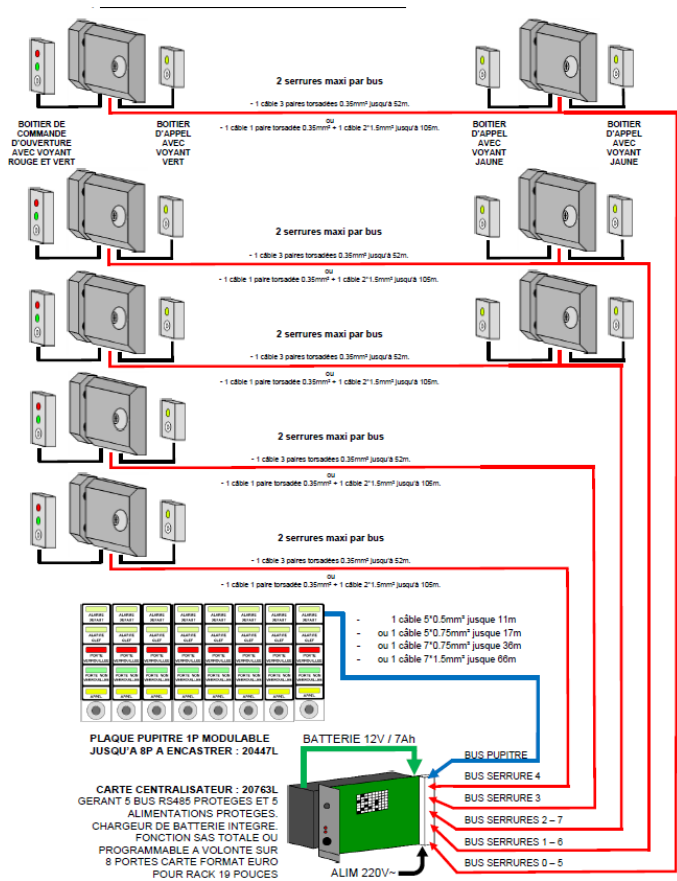 2 serrures maxi par bus
- 1 câble 3 paires torsadées 0.35mm² jusqu'à 52m.
ou
- 1 câble 1 paire torsadée 0.35mm² + 1 câble 2*1.5mm² jusqu'à 105m.
BOITIER DE
COMMANDE
D'OUVERTURE
AVEC VOYANT
ROUGE ET VERT
BOITIER
D'APPEL
AVEC
VOYANT
VERT
BOITIER
D'APPEL
AVEC
VOYANT
JAUNE
BOITIER
D'APPEL
AVEC
VOYANT
JAUNE
2 serrures maxi par bus
- 1 câble 3 paires torsadées 0.35mm² jusqu'à 52m.
ou
- 1 câble 1 paire torsadée 0.35mm² + 1 câble 2*1.5mm² jusqu'à 105m.
2 serrures maxi par bus
- 1 câble 3 paires torsadées 0.35mm² jusqu'à 52m.
ou
- 1 câble 1 paire torsadée 0.35mm² + 1 câble 2*1.5mm² jusqu'à 105m.
2 serrures maxi par bus
- 1 câble 3 paires torsadées 0.35mm² jusqu'à 52m.
ou
- 1 câble 1 paire torsadée 0.35mm² + 1 câble 2*1.5mm² jusqu'à 105m.
2 serrures maxi par bus
- 1 câble 3 paires torsadées 0.35mm² jusqu'à 52m.
ou
- 1 câble 1 paire torsadée 0.35mm² + 1 câble 2*1.5mm² jusqu'à 105m.
- 1 câble 5*0.5mm² jusque 11m
- ou 1 câble 5*0.75mm² jusque 17m
- ou 1 câble 7*0.75mm² jusque 36m
- ou 1 câble 7*1.5mm² jusque 66m
PLAQUE PUPITRE 1P MODULABLE
JUSQU'A 8P A ENCASTRER : 20447L
BATTERIE 12V / 7Ah
CARTE CENTRALISATEUR : 20763L
GERANT 5 BUS RS485 PROTEGES ET 5
ALIMENTATIONS PROTEGES.
CHARGEUR DE BATTERIE INTEGRE.
FONCTION SAS TOTALE OU
PROGRAMMABLE A VOLONTE SUR
8 PORTES CARTE FORMAT EURO
POUR RACK 19 POUCES
ALIM 220V~
BUS PUPITRE
BUS SERRURE 4
BUS SERRURE 3
BUS SERRURES 2 – 7
BUS SERRURES 1 – 6
BUS SERRURES 0 – 5